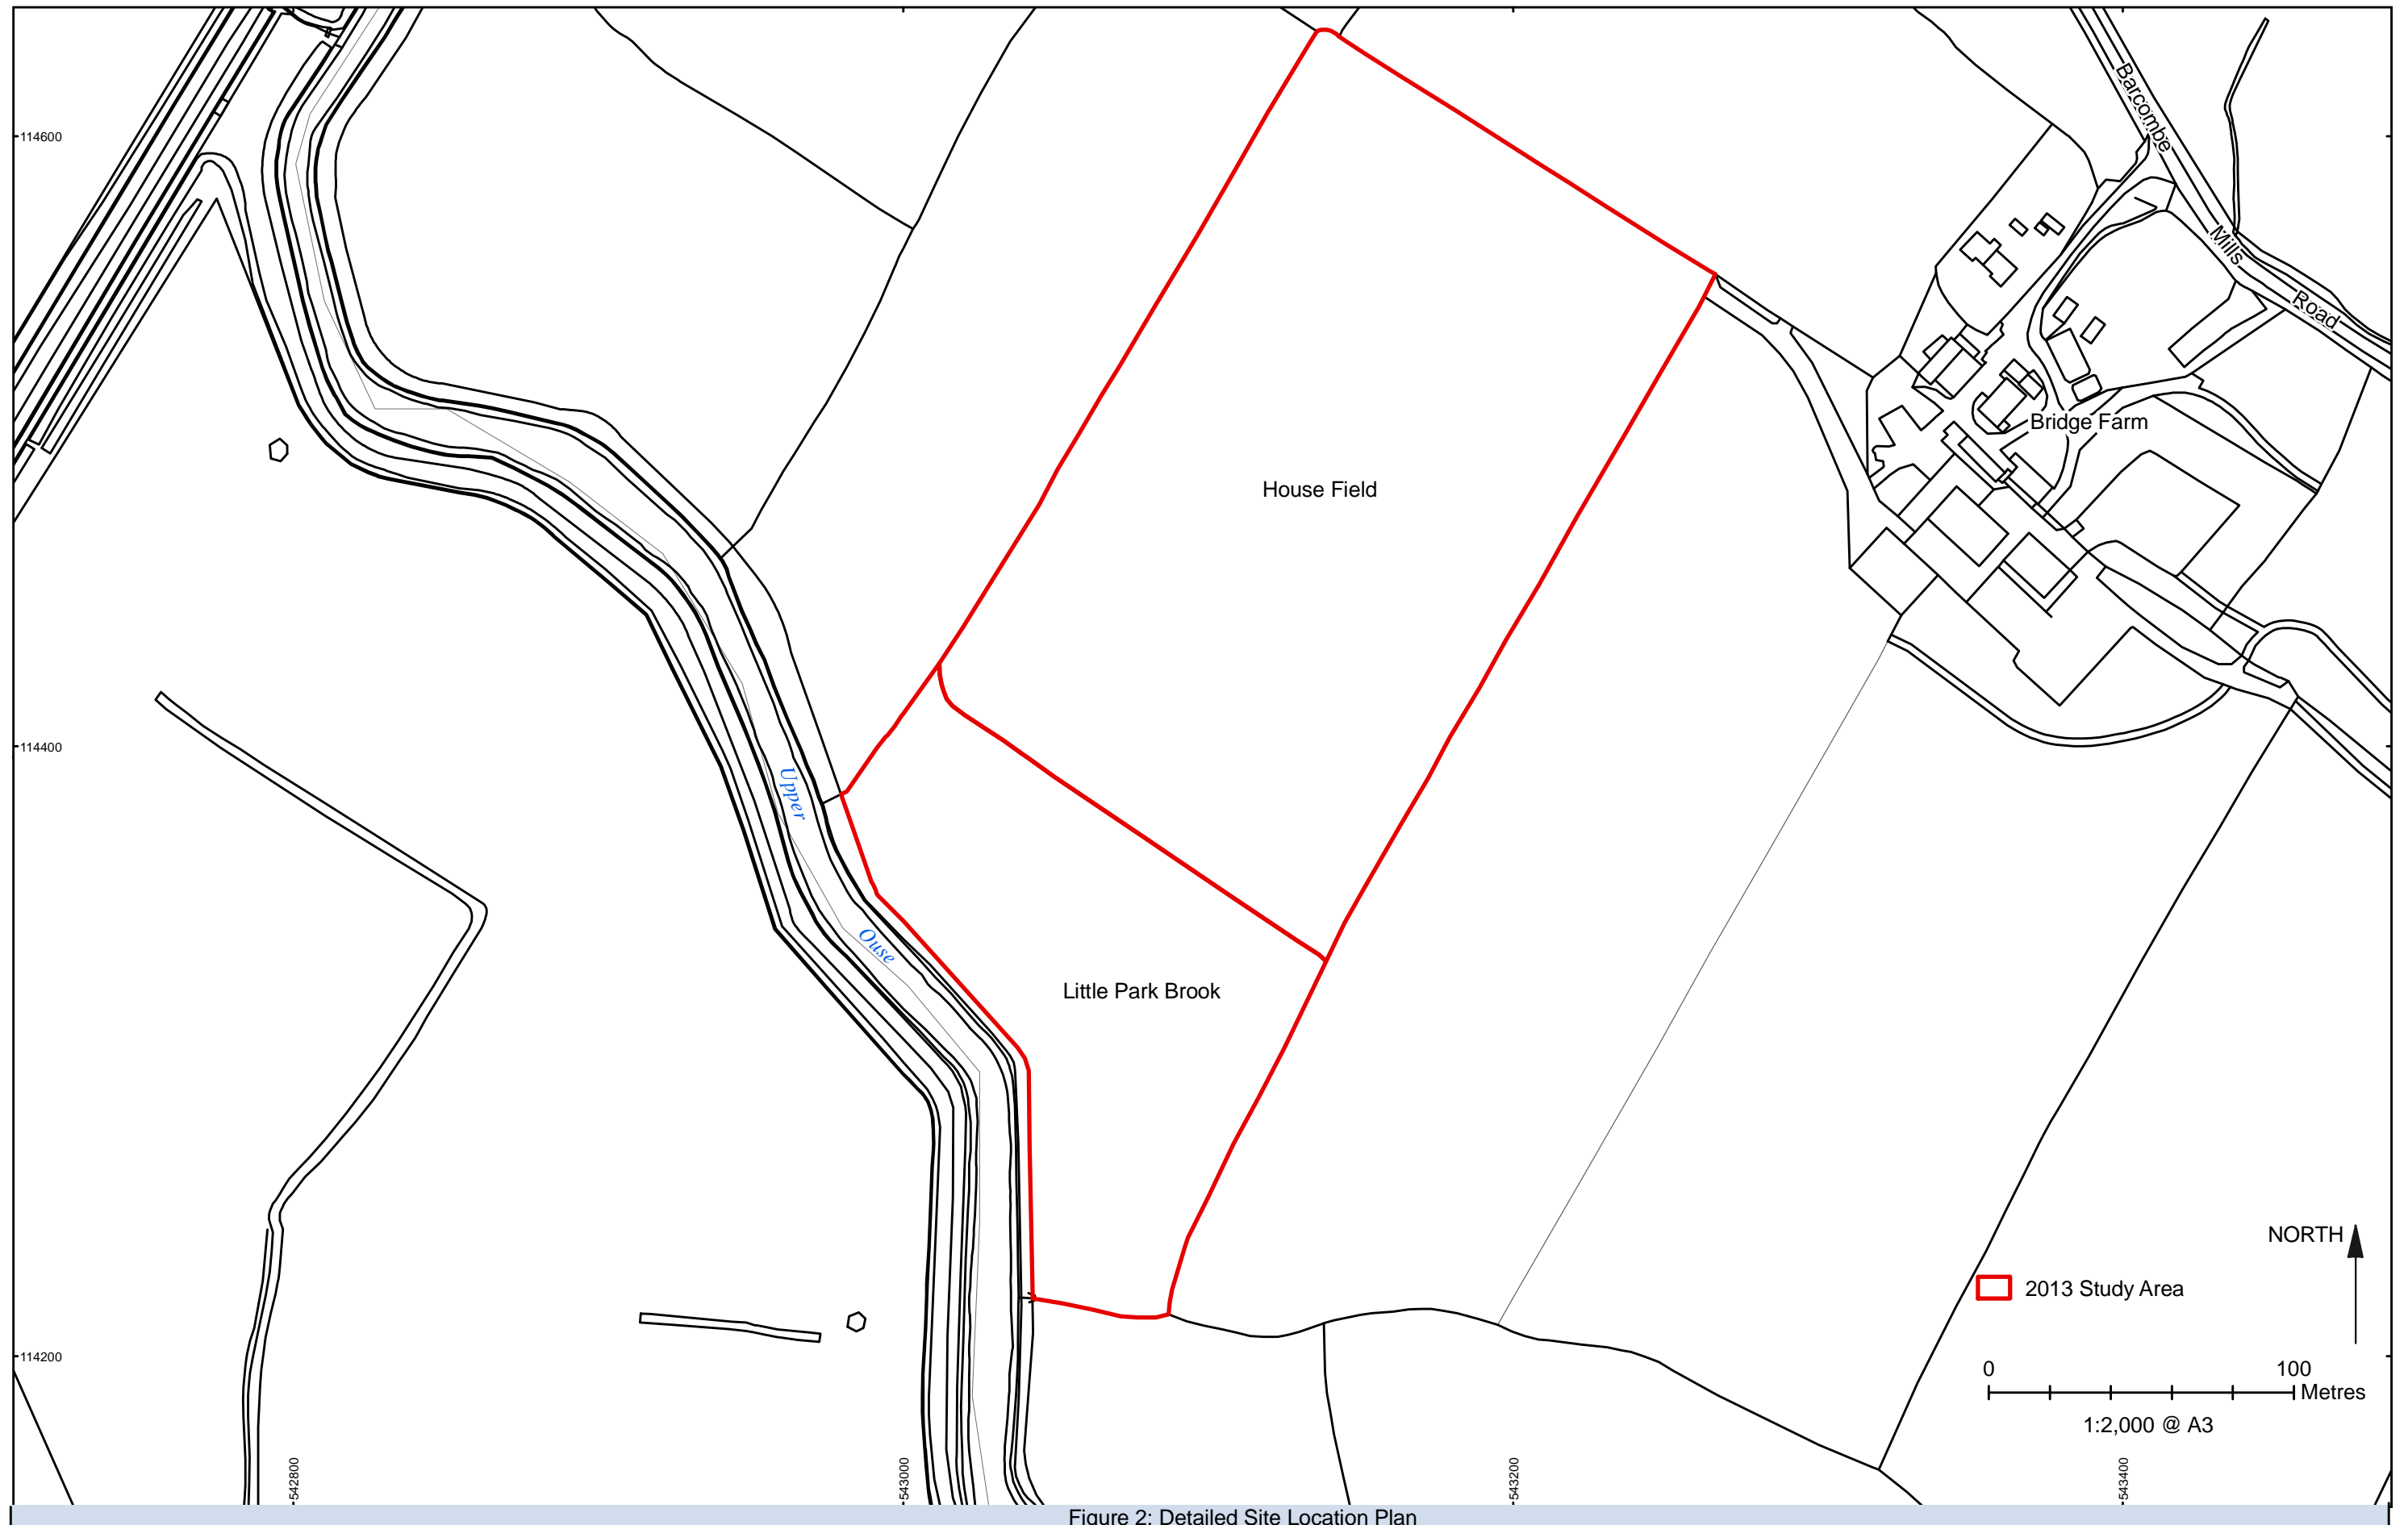 Barcombe
Mills
Road
114600
Bridge Farm
House Field
114400
Upper
Ouse
Little Park Brook
NORTH
2013 Study Area
114200
0 100
Metres
1:2,000 @ A3
542800
543000
543200
543400
Figure 2: Detailed Site Location Plan